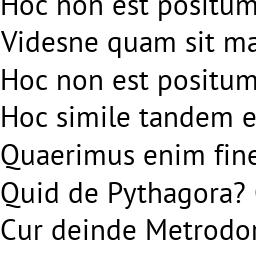 Hoc non est positum
Videsne quam sit ma
Hoc non est positum
Hoc simile tandem e
Quaerimus enim fine
Quid de Pythagora?
Cur deinde Metrodor